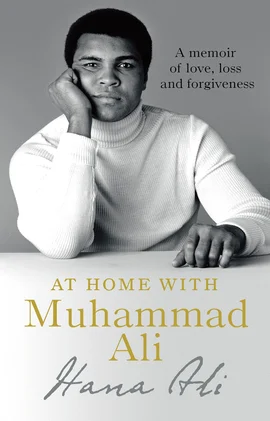 A memoir
of love, loss
and forgiveness
AT HOME WITH
Muhammad
Ali
Hana Ali